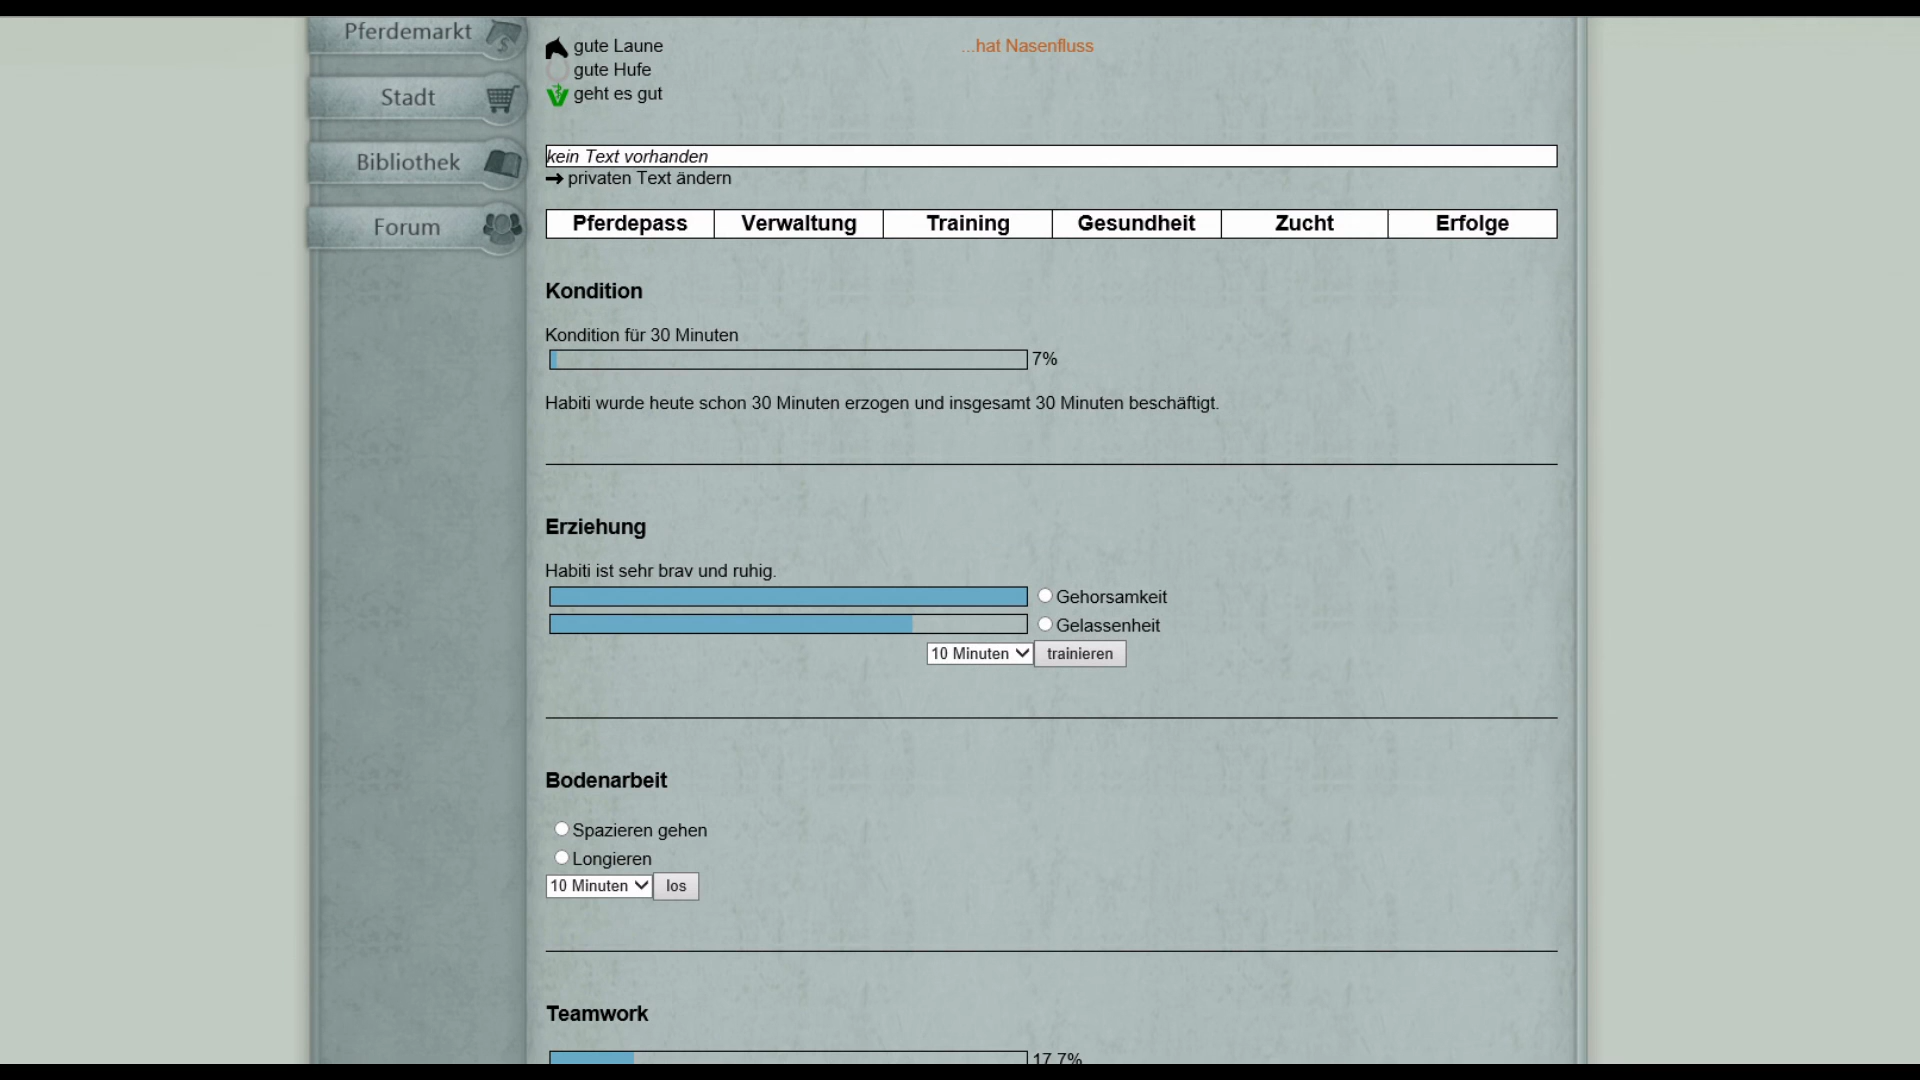 Pferdemarkt
Stadt
Bibliothek
Forum
gute Laune
...hat Nasenfluss
gute Hufe
geht es gut
kein Text vorhanden
➞ privaten Text ändern
Pferdepass Verwaltung Training Gesundheit Zucht Erfolge
Kondition
Kondition für 30 Minuten
7%
Habiti wurde heute schon 30 Minuten erzogen und insgesamt 30 Minuten beschäftigt.
Erziehung
Habiti ist sehr brav und ruhig.
Gehorsamkeit
Gelassenheit
10 Minuten trainieren
Bodenarbeit
Spazieren gehen
Longieren
10 Minuten los
Teamwork
17.7%